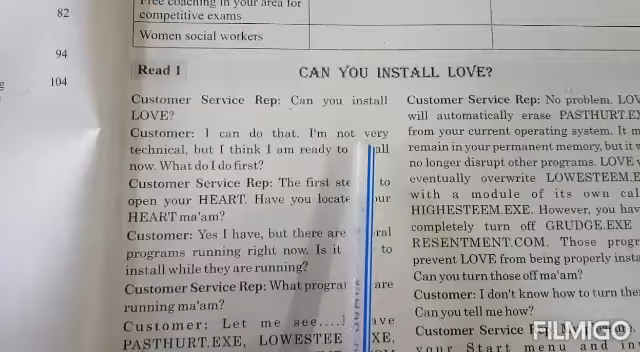 82
94
104
Free coaching in your area for
competitive exams
Women social workers
Read 1
CAN YOU INSTALL LOVE?
Customer Service Rep: Can you install
LOVE?
Customer: I can do that. I'm not very
technical, but I think I am ready to all
now. What do I do first?
Customer Service Rep: The first ste to
open your HEART. Have you locate ur
HEART ma'am?
Customer: Yes I have, but there are ral
programs running right now. Is it to
install while they are running?
Customer Service Rep: What progra are
running ma'am?
Customer: Let me see.... I ave
PASTHURT.EXE, LOWESTEE XE,
Customer Service Rep: No problem. LOV
will automatically erase PASTHURT.EX
from your current operating system. It m
remain in your permanent memory, but it w
no longer disrupt other programs. LOVE
eventually overwrite LOWESTEEM.E
with a module of its own cal
HIGHESTEEM.EXE. However, you hav
completely turn off GRUDGE.EXE
RESENTMENT.COM. Those progr
prevent LOVE from being properly insta
Can you turn those off ma'am?
Customer: I don't know how to turn the
Can you tell me how?
Customer Service
your Start menu and in
FILMIGO